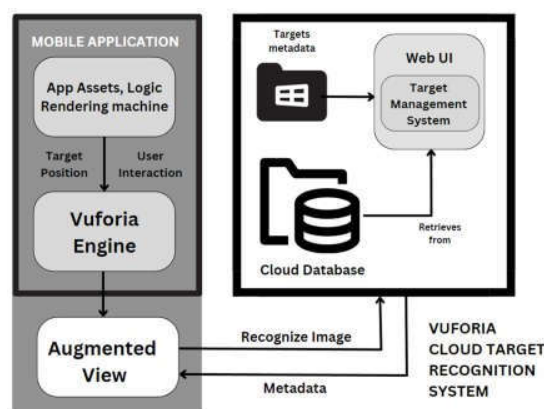 MOBILE APPLICATION
App Assets, Logic
Rendering machine
Target
Position
User
Interaction
Vuforia
Engine
Augmented
View
Targets
metadata
Web UI
Target
Management
System
Retrieves
from
Cloud Database
Recognize Image
Metadata
VUFORIA
CLOUD TARGET
RECOGNITION
SYSTEM